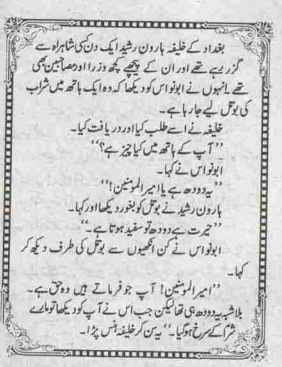 بغداد کے خلیفہ ہارون رشید ایک دن کسی شاہراہ سے
گزر رہے تھے اور ان کے پیچھے کچھ وزرا اور مصاحبین بھی
تھے انہوں نے ابونواس کو دیکھا کہ وہ ایک ہاتھ میں شراب
کی بوتل لیے جا رہا ہے۔
خلیفہ نے اسے طلب کیا اور دریافت کیا۔
”آپ کے ہاتھ میں کیا چیز ہے؟“
ابونواس نے کہا۔
”یہ دودھ ہے یا امیر المومنین!“
ہارون رشید نے بوتل کو بغور دیکھا اور کہا۔
”حیرت ہے دودھ تو سفید ہوتا ہے۔“
ابونواس نے کن انکھیوں سے بوتل کی طرف دیکھ کر
کہا۔
”امیر المومنین! آپ جو فرماتے ہیں وہ حق ہے۔
بلاشبہ یہ دودھ ہی تھا لیکن جب اس نے آپ کو دیکھا تو مارے
شرم کے سرخ ہو گیا۔“ یہ سن کر خلیفہ ہنس پڑا۔